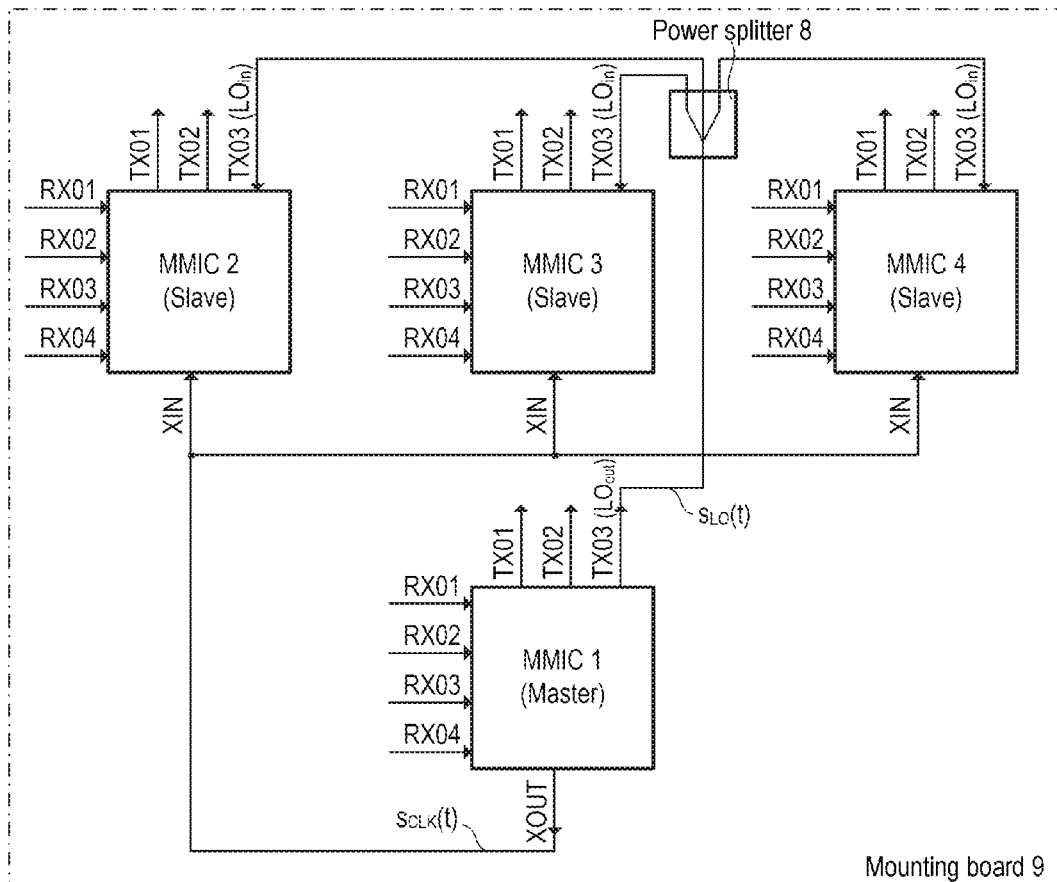 Power splitter 8
TX01
TX02
TX03 (LOin)
TX01
TX02
TX03 (LOin)
TX01
TX02
TX03 (LOin)
RX01
RX02
RX03
RX04
MMIC 2
(Slave)
RX01
RX02
RX03
RX04
MMIC 3
(Slave)
RX01
RX02
RX03
RX04
MMIC 4
(Slave)
XIN
XIN
XIN
TX01
TX02
TX03 (LOout)
sLO(t)
RX01
RX02
RX03
RX04
MMIC 1
(Master)
XOUT
sCLK(t)
Mounting board 9